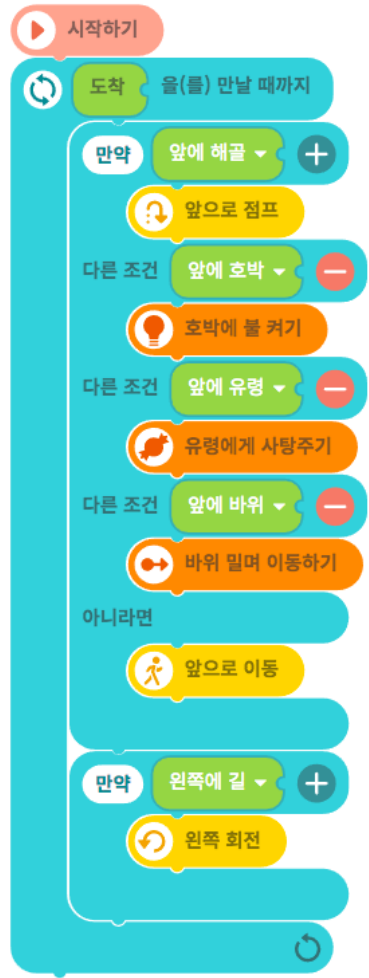 시작하기
도착 을(를) 만날 때까지
만약 앞에 해골
앞으로 점프
다른 조건 앞에 호박
호박에 불 켜기
다른 조건 앞에 유령
유령에게 사탕주기
다른 조건 앞에 바위
바위 밀며 이동하기
아니라면
앞으로 이동
만약 왼쪽에 길
왼쪽 회전